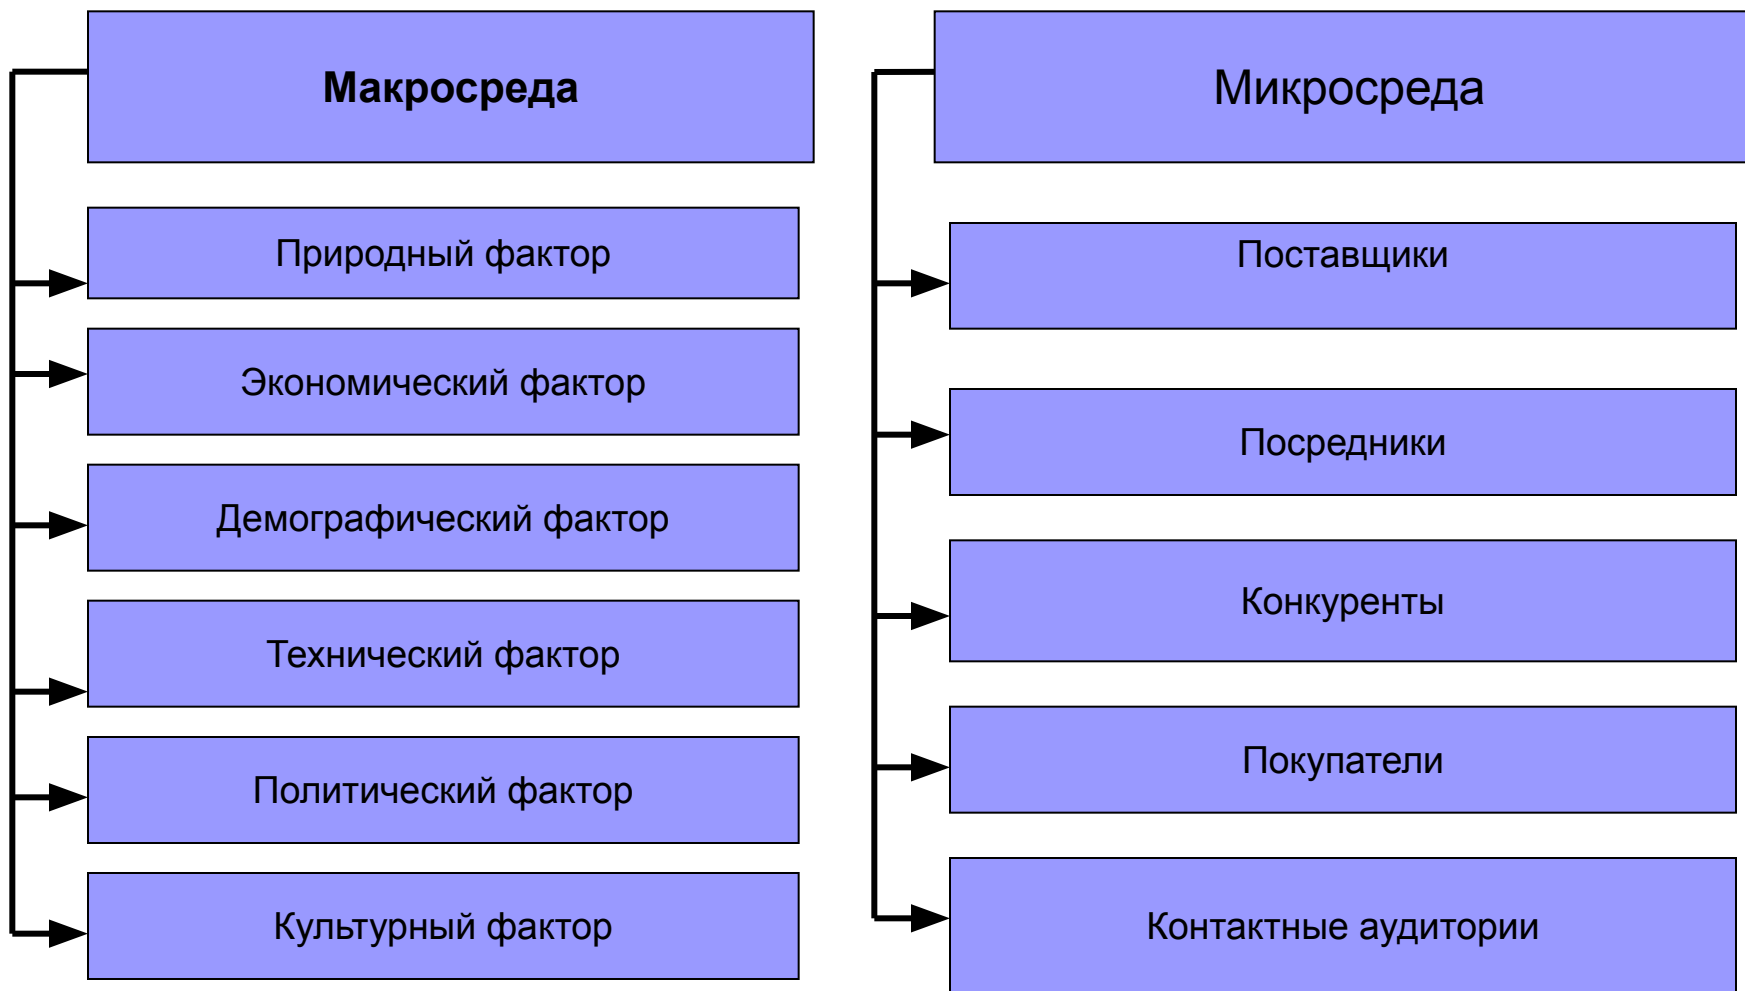 Макросреда
Природный фактор
Экономический фактор
Демографический фактор
Технический фактор
Политический фактор
Культурный фактор
Микросреда
Поставщики
Посредники
Конкуренты
Покупатели
Контактные аудитории